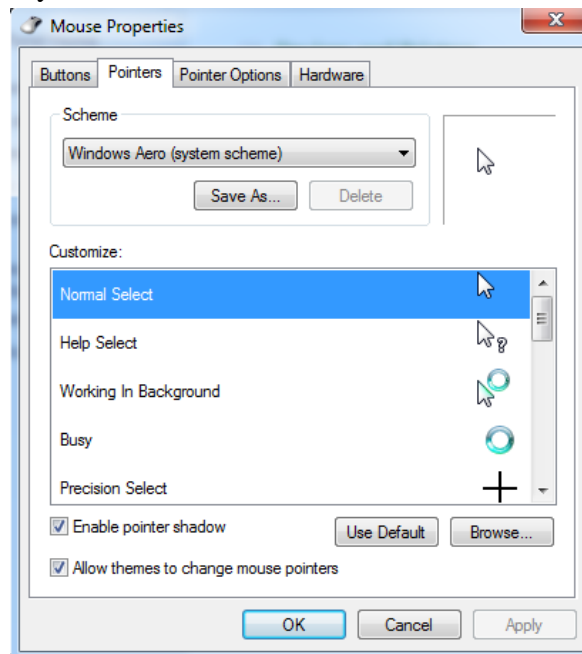 Mouse Properties
Buttons Pointers Pointer Options Hardware
Scheme
Windows Aero (system scheme)
Save As... Delete
Customize:
Normal Select
Help Select
Working In Background
Busy
Precision Select
Enable pointer shadow Use Default Browse...
Allow themes to change mouse pointers
OK Cancel Apply